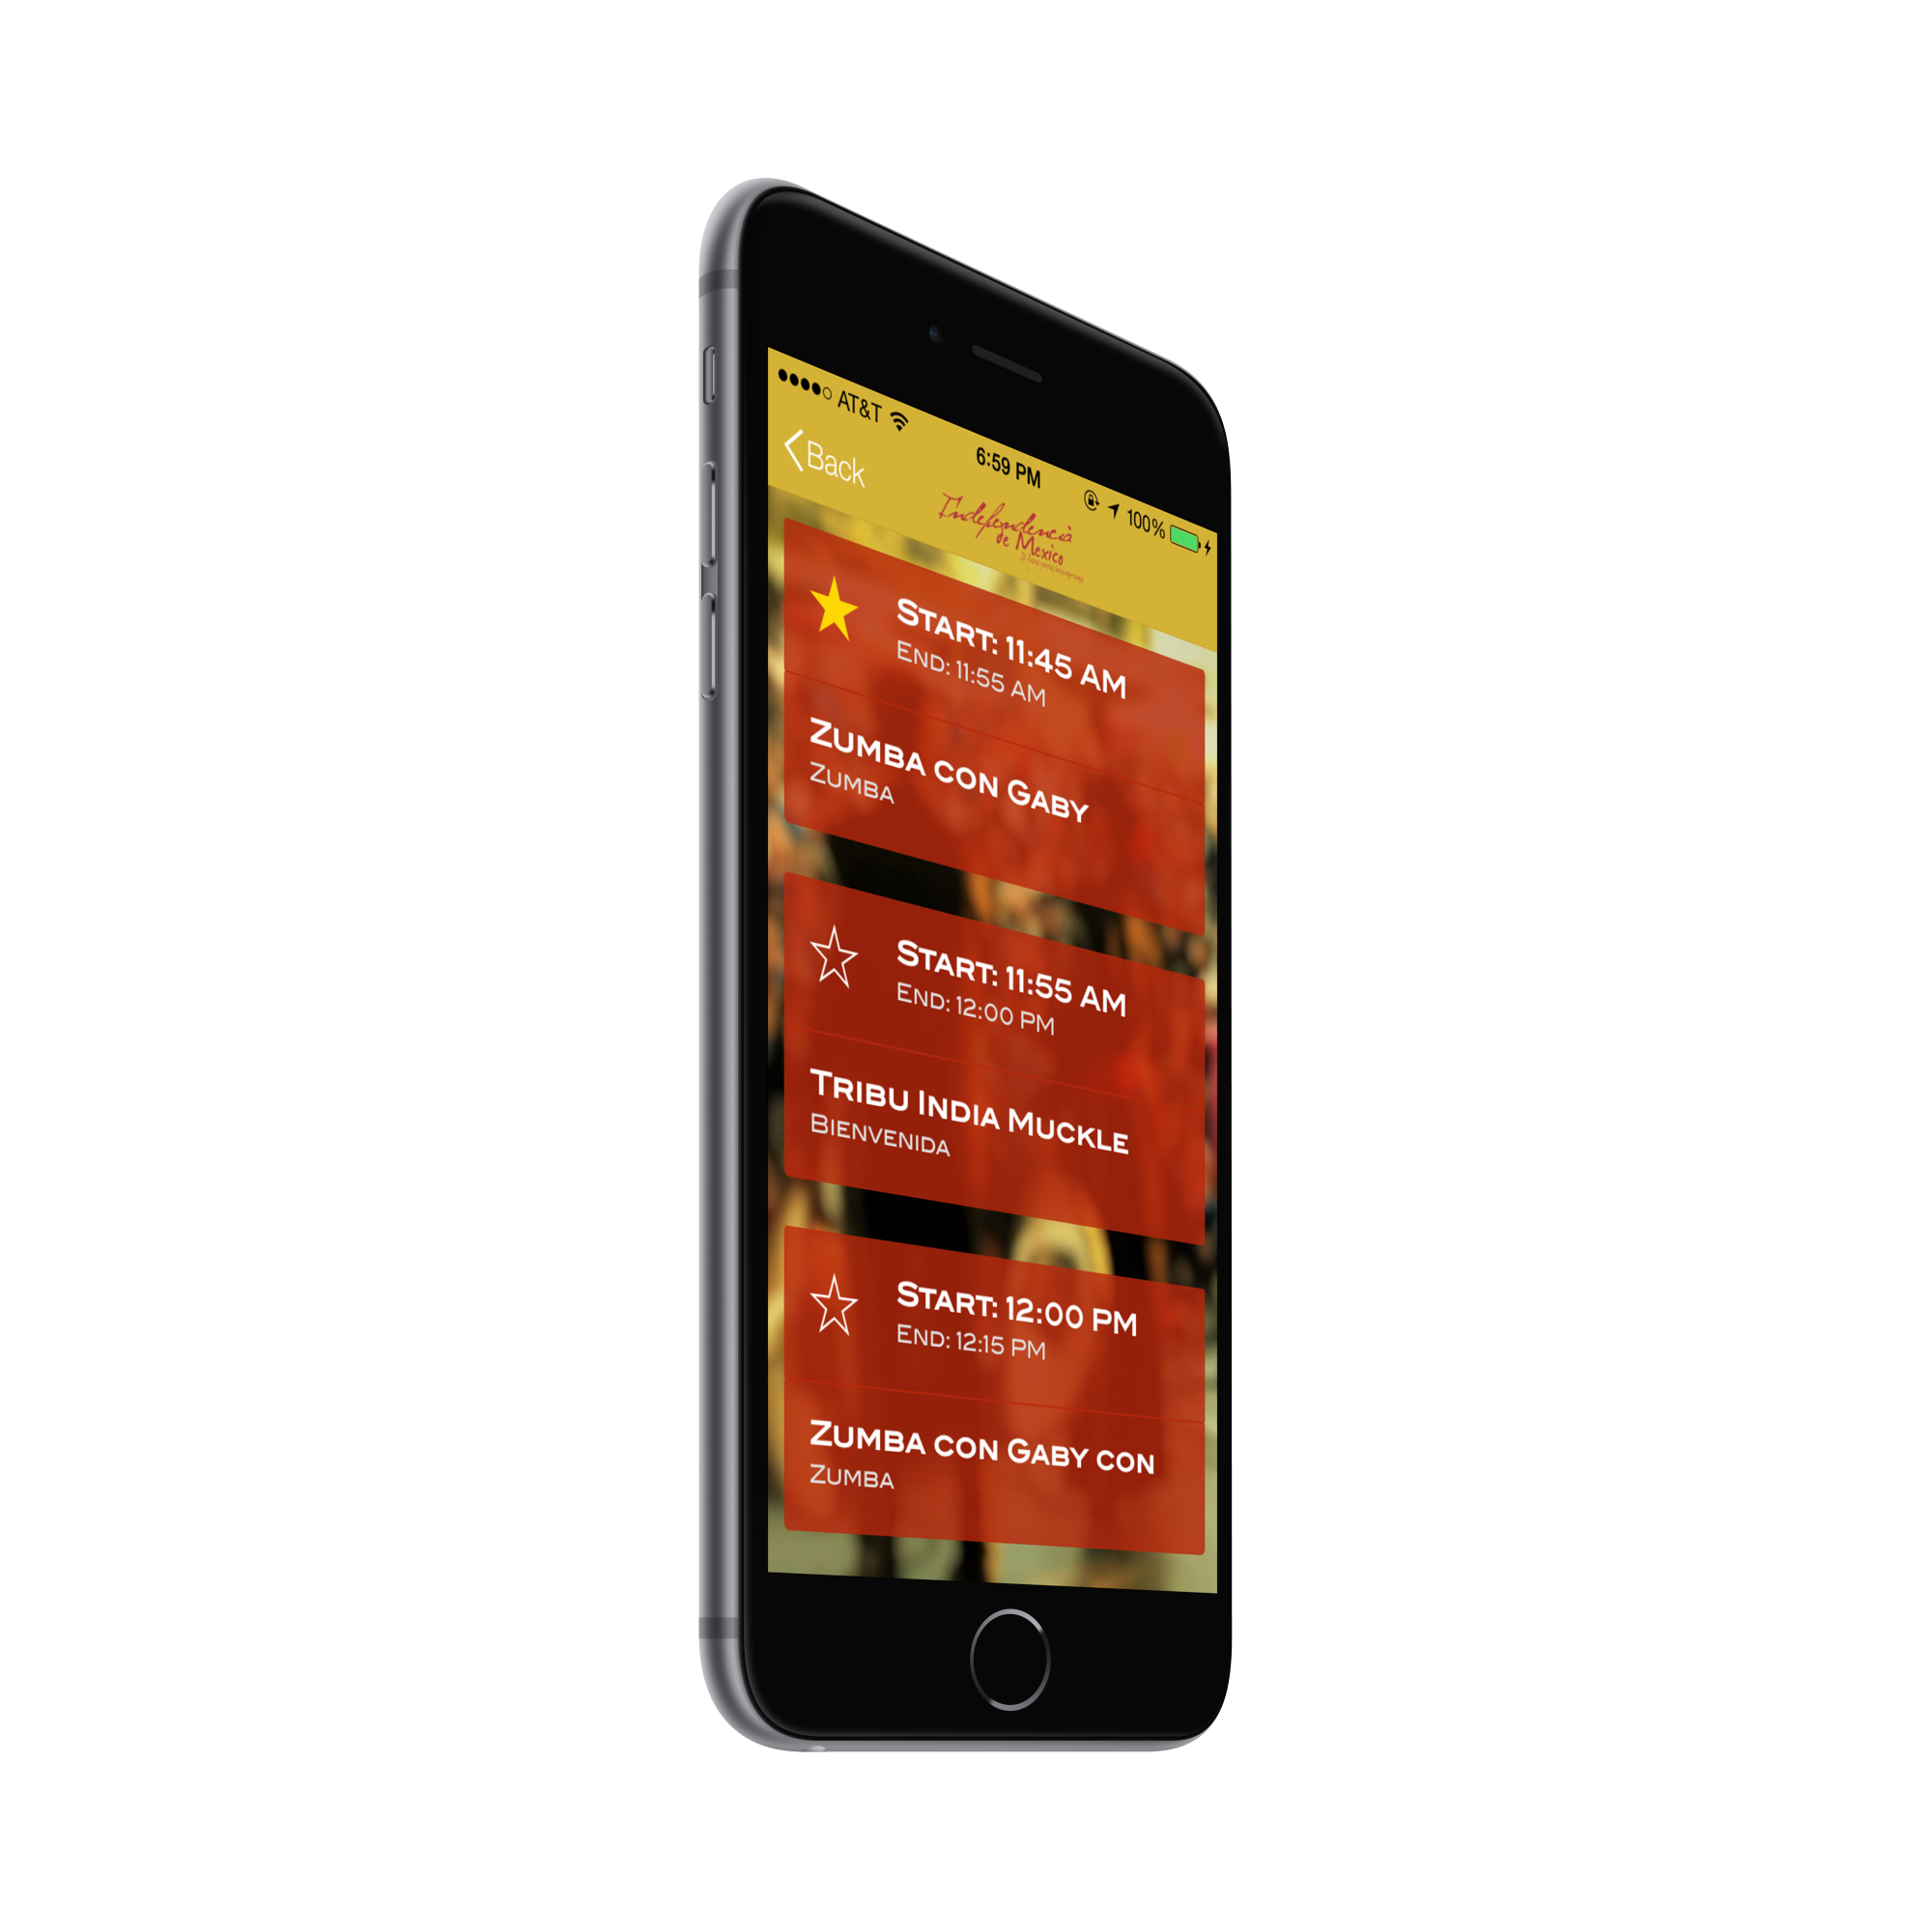 AT&T
6:59 PM
100%
Back
Independencia
de Mexico
Start: 11:45 AM
End: 11:55 AM
Zumba con Gaby
Zumba
Start: 11:55 AM
End: 12:00 PM
Tribu India Muckle
Bienvenida
Start: 12:00 PM
End: 12:15 PM
Zumba con Gaby con
Zumba